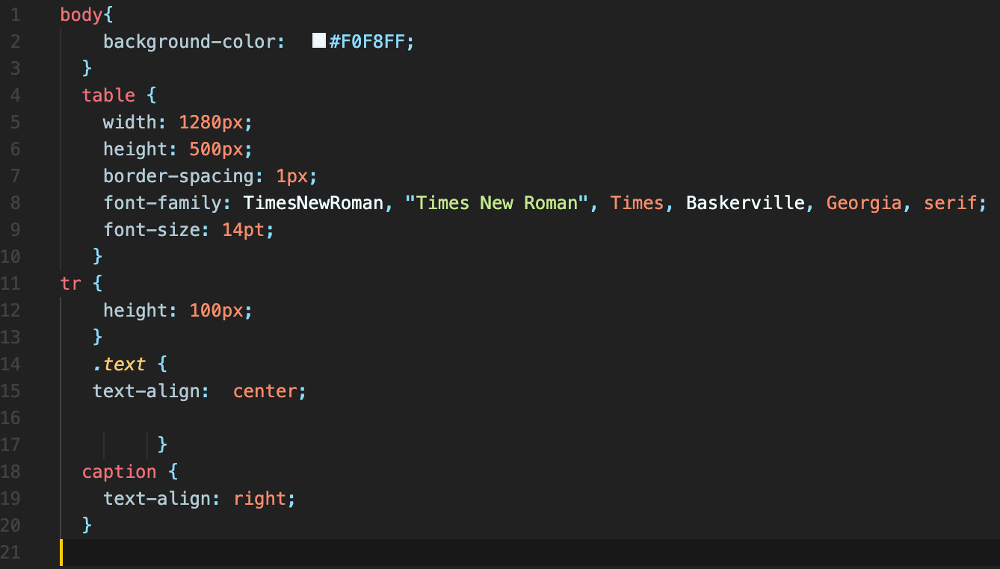 1 body{
2 background-color: #F0F8FF;
3 }
4 table {
5 width: 1280px;
6 height: 500px;
7 border-spacing: 1px;
8 font-family: TimesNewRoman, "Times New Roman", Times, Baskerville, Georgia, serif;
9 font-size: 14pt;
10 }
11 tr {
12 height: 100px;
13 }
14 .text {
15 text-align:  center;
16
17 }
18 caption {
19 text-align: right;
20 }
21